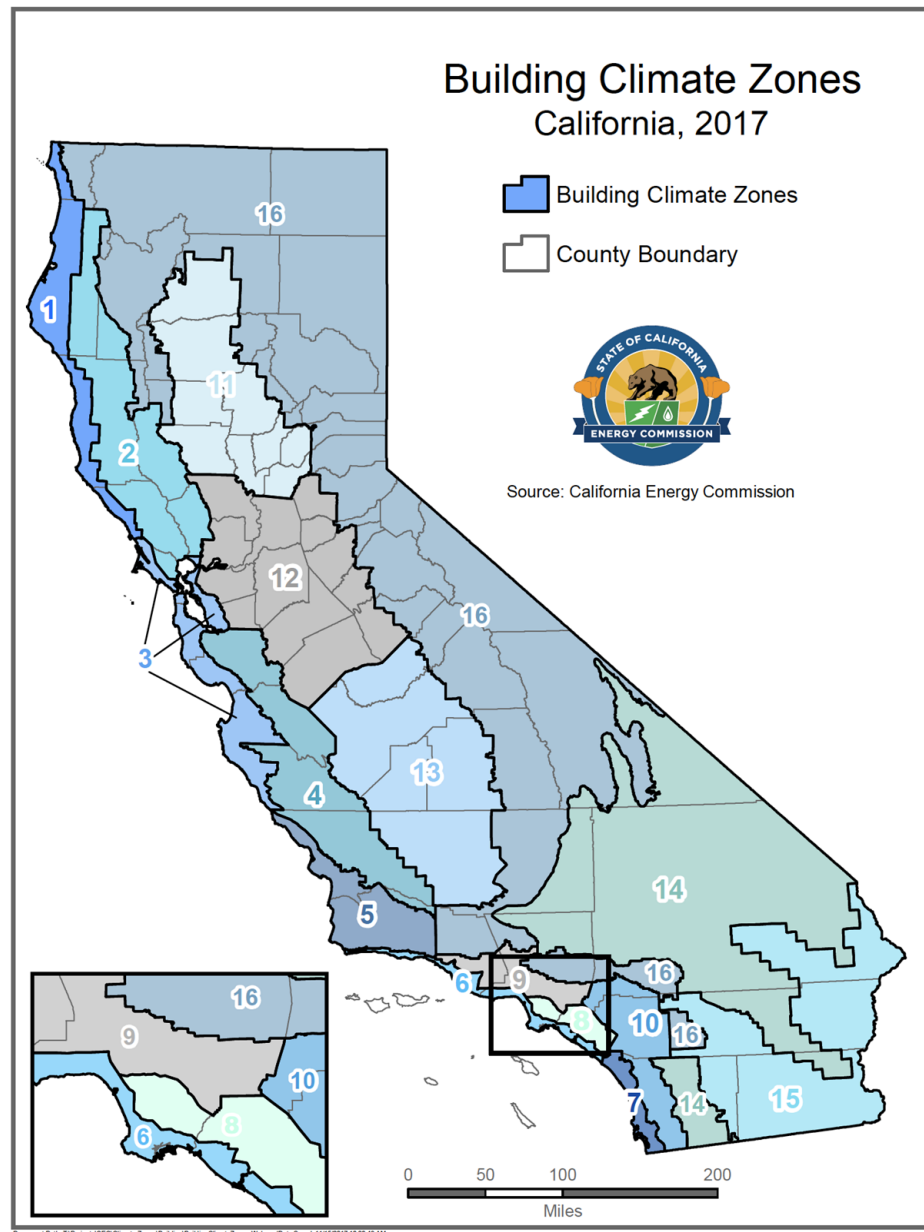 Building Climate Zones
California, 2017
Building Climate Zones
County Boundary
STATE OF CALIFORNIA
ENERGY COMMISSION
Source: California Energy Commission
16
1
11
2
12
16
3
13
4
14
5
16
6
9
8
10
16
7
14
15
16
9
10
8
6
0 50 100 200
Miles